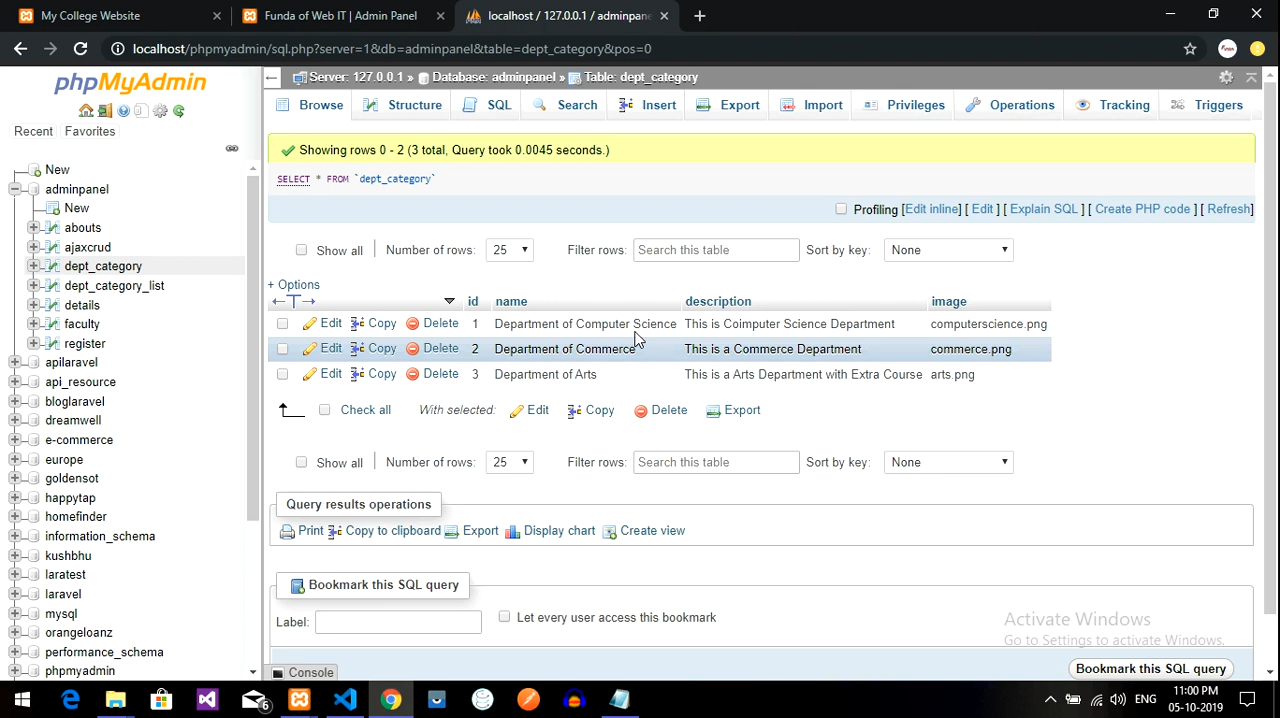 My College Website
Funda of Web IT | Admin Panel
localhost / 127.0.0.1 / adminpane
localhost/phpmyadmin/sql.php?server=1&db=adminpanel&table=dept_category&pos=0
phpMyAdmin
Recent Favorites
New
adminpanel
New
abouts
ajaxcrud
dept_category
dept_category_list
details
faculty
register
apilaravel
api_resource
bloglaravel
dreamwell
e-commerce
europe
goldensot
happytap
homefinder
information_schema
kushbhu
laratest
laravel
mysql
orangeloanz
performance_schema
phpmyadmin
Server: 127.0.0.1 » Database: adminpanel » Table: dept_category
Browse Structure SQL Search Insert Export Import Privileges Operations Tracking Triggers
Showing rows 0 - 2 (3 total, Query took 0.0045 seconds.)
SELECT * FROM `dept_category`
Profiling [Edit inline] [ Edit ] [ Explain SQL ] [ Create PHP code ] [ Refresh]
Show all Number of rows: 25 Filter rows: Search this table Sort by key: None
+ Options
id name description image
Edit Copy Delete 1 Department of Computer Science This is Coimputer Science Department computerscience.png
Edit Copy Delete 2 Department of Commerce This is a Commerce Department commerce.png
Edit Copy Delete 3 Department of Arts This is a Arts Department with Extra Course arts.png
Check all With selected: Edit Copy Delete Export
Show all Number of rows: 25 Filter rows: Search this table Sort by key: None
Query results operations
Print Copy to clipboard Export Display chart Create view
Bookmark this SQL query
Label: Let every user access this bookmark
Activate Windows
Go to Settings to activate Windows.
Bookmark this SQL query
Console
6
ENG
11:00 PM
05-10-2019